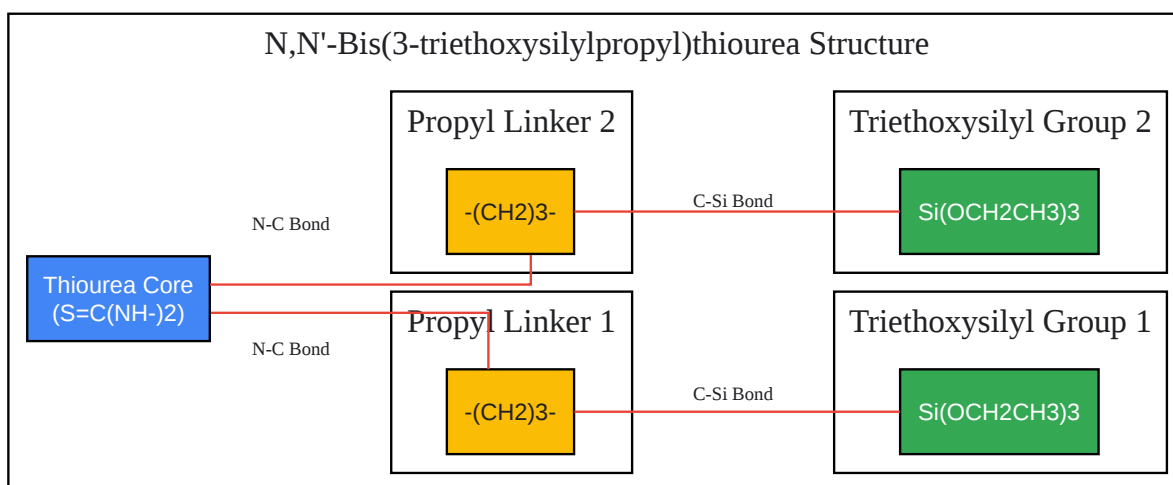 N,N'-Bis(3-triethoxysilylpropyl)thiourea Structure
Propyl Linker 2
Triethoxysilyl Group 2
-(CH2)3-
C-Si Bond
Si(OCH2CH3)3
N-C Bond
Thiourea Core
(S=C(NH-)2)
N-C Bond
Propyl Linker 1
Triethoxysilyl Group 1
-(CH2)3-
C-Si Bond
Si(OCH2CH3)3